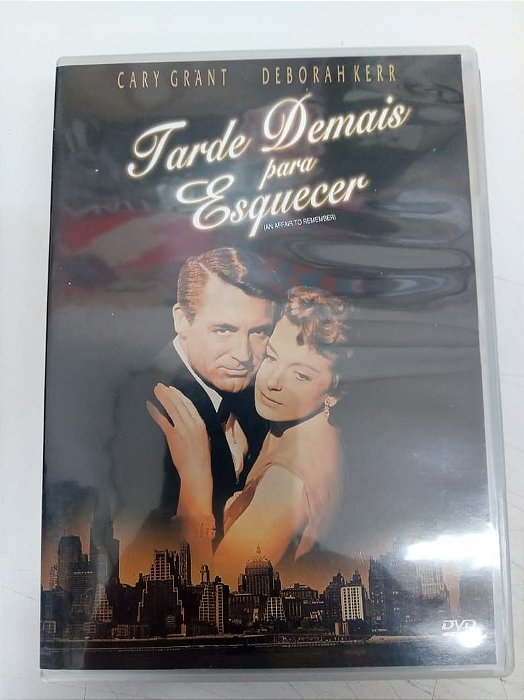 CARY GRANT DEBORAH KERR
Tarde Demais
para
Esquecer
(AN AFFAIR TO REMEMBER)
DVD